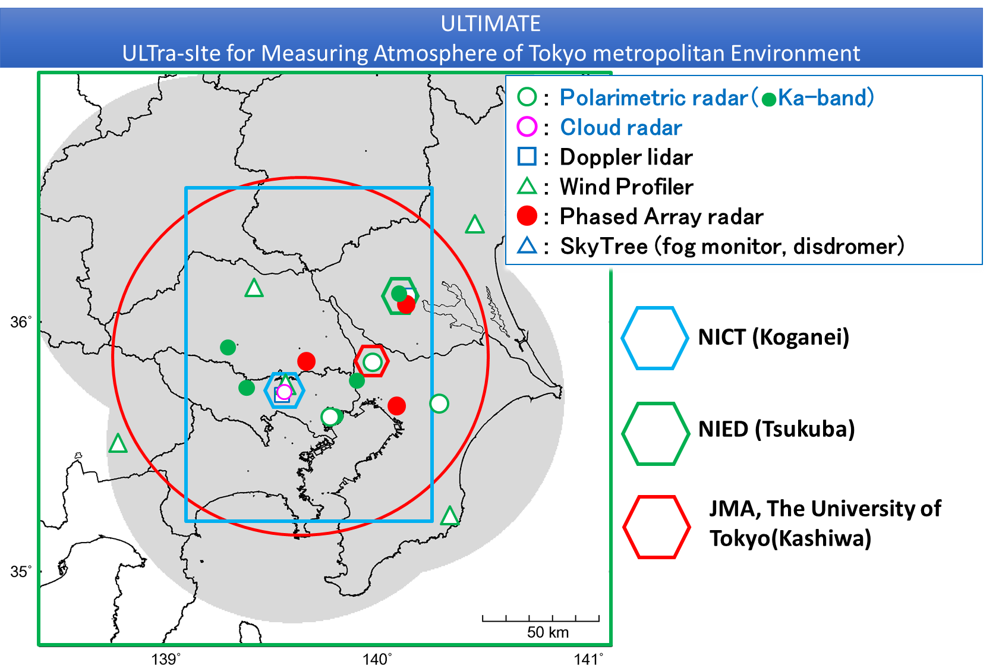 ULTIMATE
ULTra-sIte for Measuring Atmosphere of Tokyo metropolitan Environment
: Polarimetric radar(●Ka-band)
: Cloud radar
: Doppler lidar
: Wind Profiler
: Phased Array radar
: SkyTree (fog monitor, disdromer)
NICT (Koganei)
NIED (Tsukuba)
JMA, The University of
Tokyo(Kashiwa)
36°
35°
50 km
139°
140°
141°